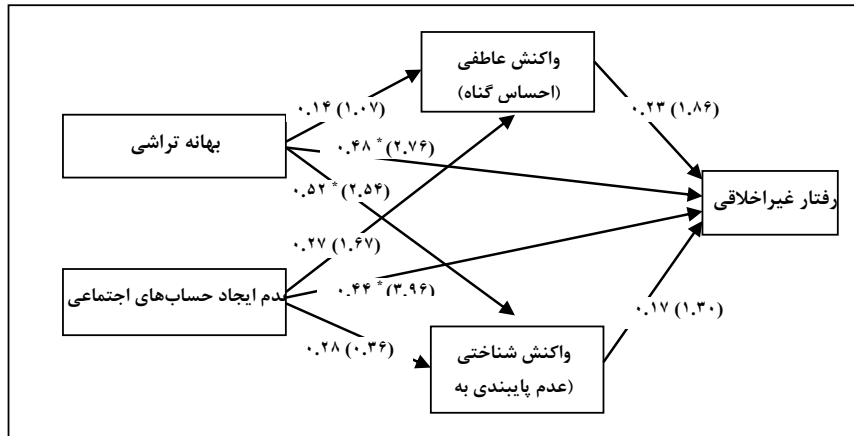 واکنش عاطفی
(احساس گناه)
۰.۱۴ (۱.۰۷)
۰.۲۳ (۱.۸۶)
بهانه تراشی
۰.۴۸ * (۲.۷۶)
۰.۵۲ * (۲.۵۴)
رفتار غیراخلاقی
۰.۲۷ (۱.۶۷)
عدم ایجاد حساب‌های اجتماعی
۰.۴۴ * (۳.۹۶)
۰.۱۷ (۱.۳۰)
۰.۲۸ (۰.۳۶)
واکنش شناختی
(عدم پایبندی به